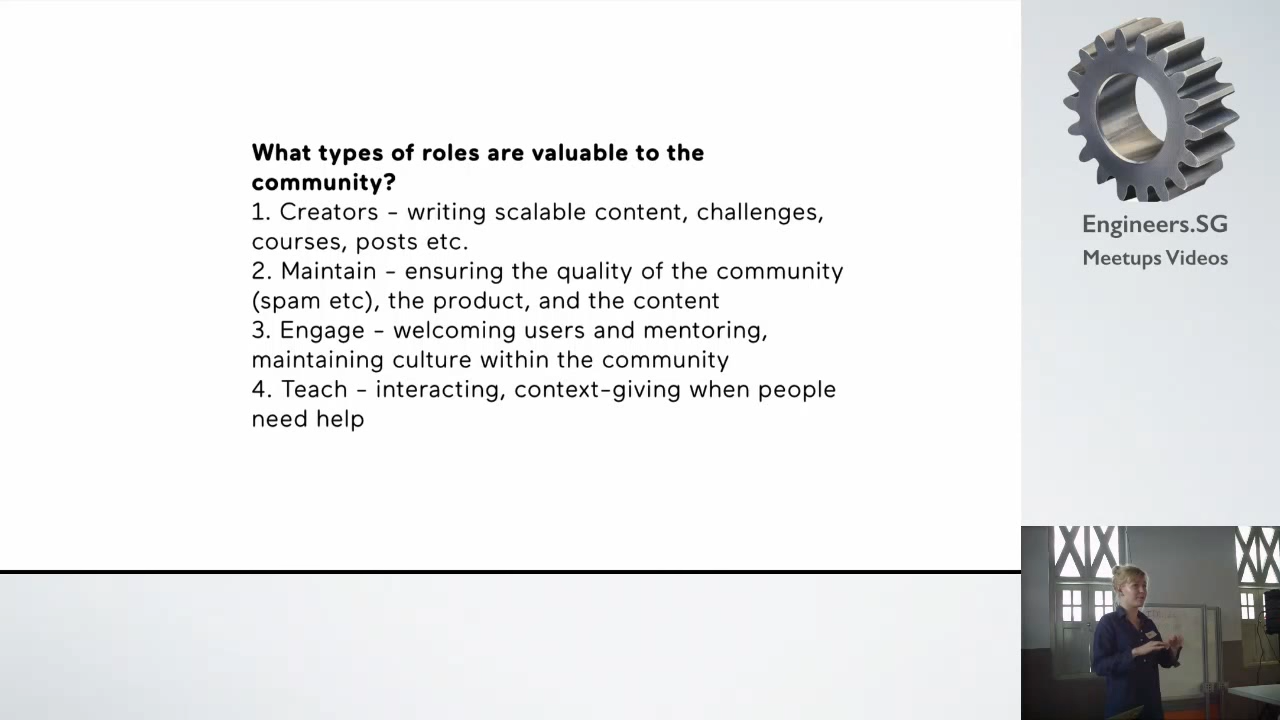 What types of roles are valuable to the
community?
1. Creators - writing scalable content, challenges,
courses, posts etc.
2. Maintain - ensuring the quality of the community
(spam etc), the product, and the content
3. Engage - welcoming users and mentoring,
maintaining culture within the community
4. Teach - interacting, context-giving when people
need help
Engineers.SG
Meetups Videos